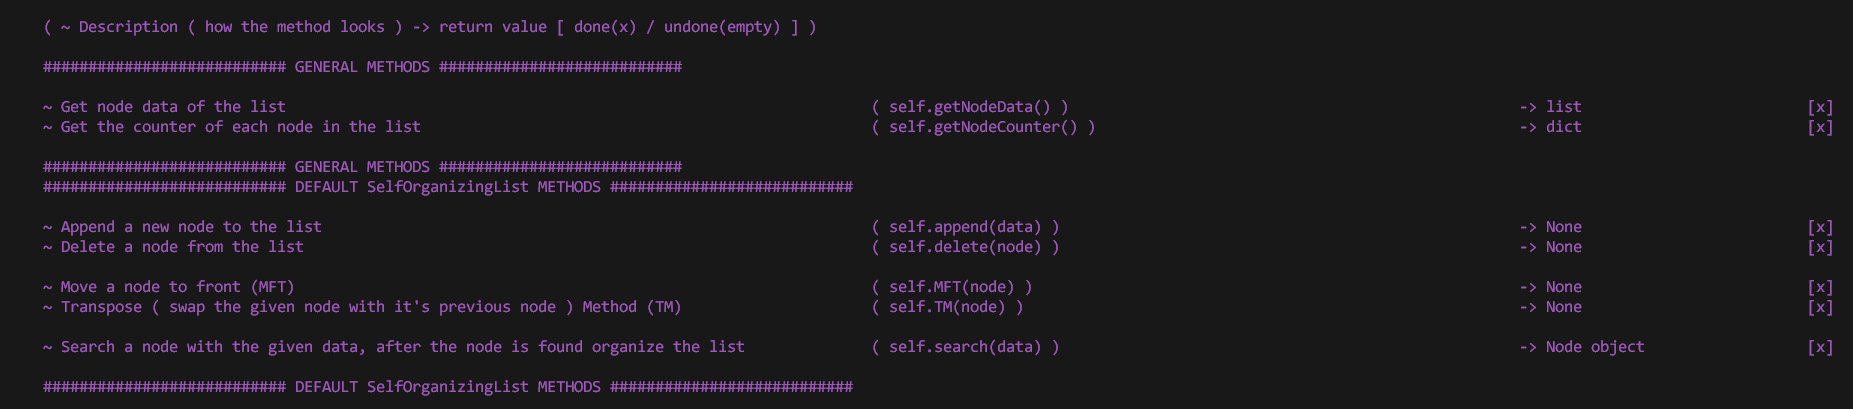 ( ~ Description ( how the method looks ) -> return value [ done(x) / undone(empty) ] )
########################### GENERAL METHODS ###########################
~ Get node data of the list ( self.getNodeData() ) -> list [x]
~ Get the counter of each node in the list ( self.getNodeCounter() ) -> dict [x]
########################### GENERAL METHODS ###########################
########################### DEFAULT SelfOrganizingList METHODS ###########################
~ Append a new node to the list ( self.append(data) ) -> None [x]
~ Delete a node from the list ( self.delete(node) ) -> None [x]
~ Move a node to front (MFT) ( self.MFT(node) ) -> None [x]
~ Transpose ( swap the given node with it's previous node ) Method (TM) ( self.TM(node) ) -> None [x]
~ Search a node with the given data, after the node is found organize the list ( self.search(data) ) -> Node object [x]
########################### DEFAULT SelfOrganizingList METHODS ###########################